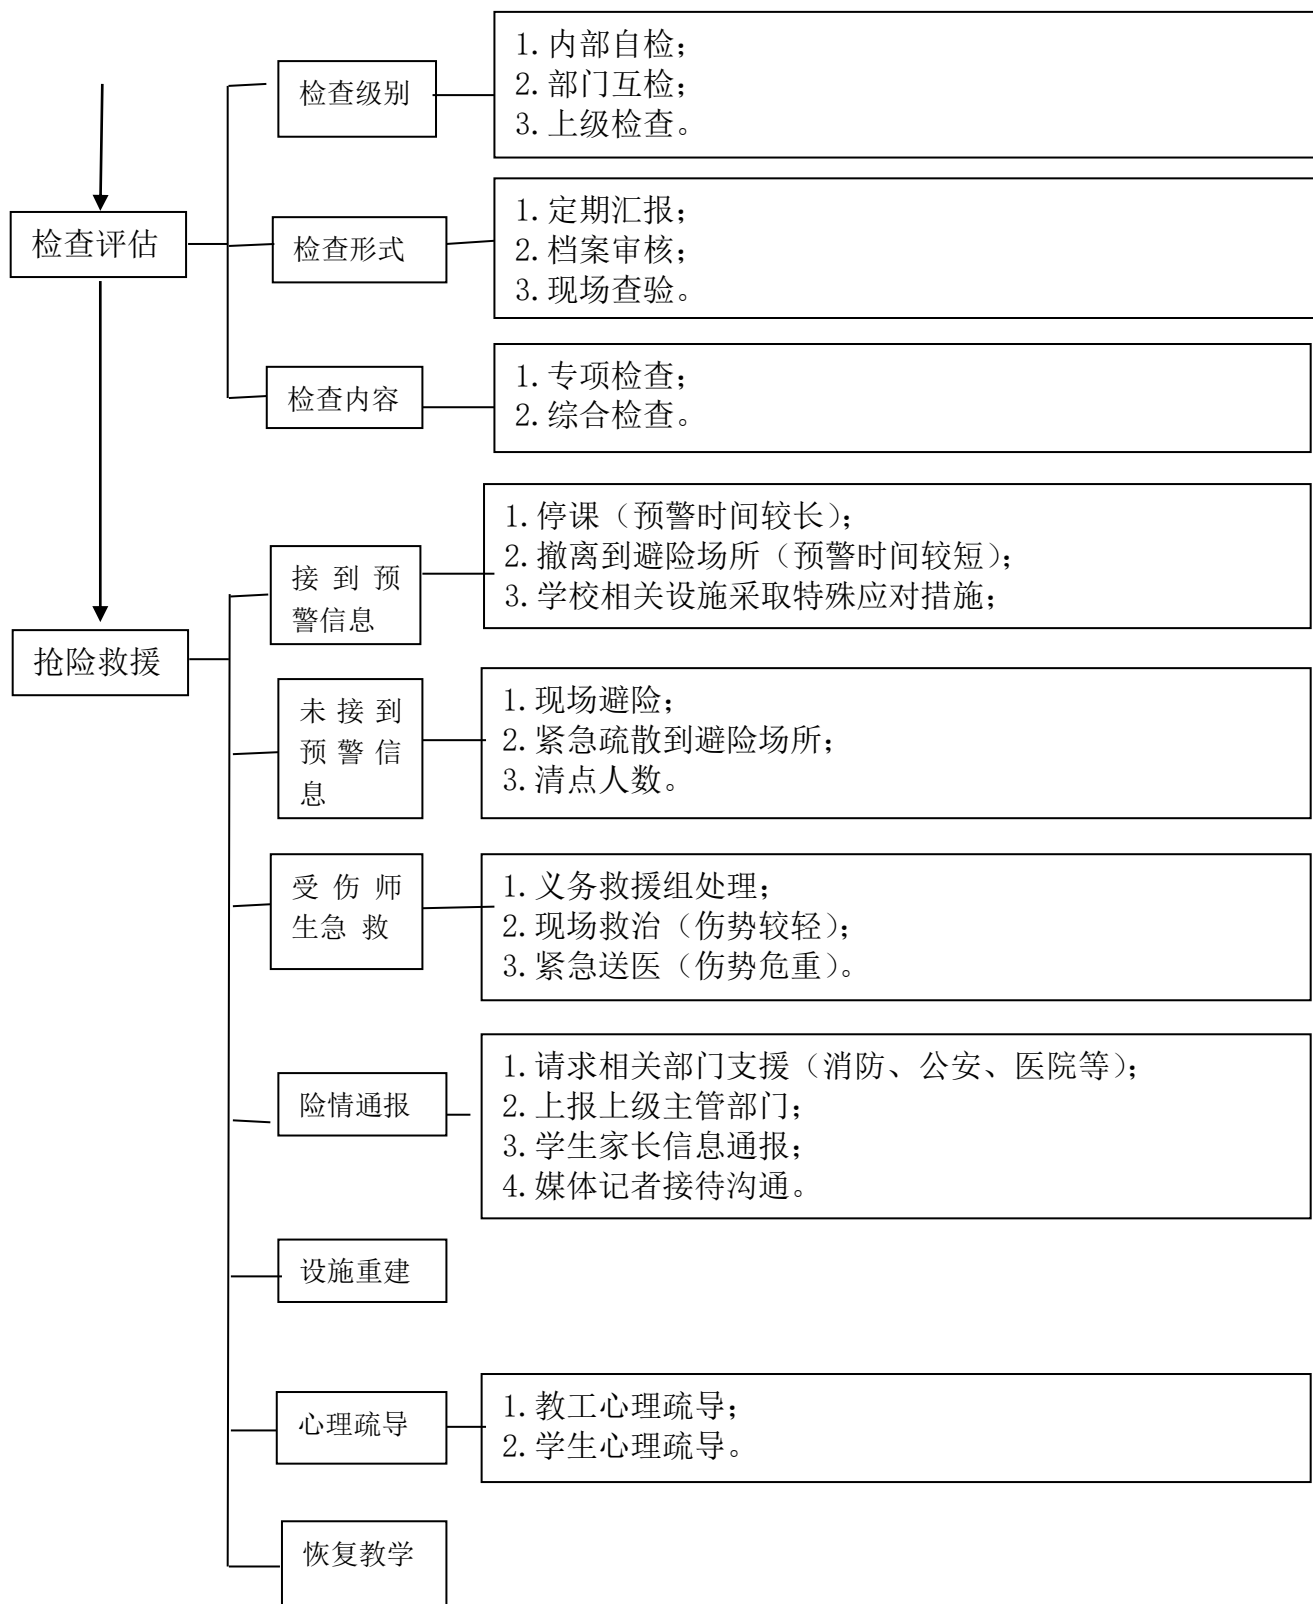 检查级别
1.内部自检；
2.部门互检；
3.上级检查。
检查评估
检查形式
1.定期汇报；
2.档案审核；
3.现场查验。
检查内容
1.专项检查；
2.综合检查。
抢险救援
接到预
警信息
1.停课（预警时间较长）；
2.撤离到避险场所（预警时间较短）；
3.学校相关设施采取特殊应对措施；
未接到
预警信
息
1.现场避险；
2.紧急疏散到避险场所；
3.清点人数。
受伤师
生急 救
1.义务救援组处理；
2.现场救治（伤势较轻）；
3.紧急送医（伤势危重）。
险情通报
1.请求相关部门支援（消防、公安、医院等）；
2.上报上级主管部门；
3.学生家长信息通报；
4.媒体记者接待沟通。
设施重建
心理疏导
1.教工心理疏导；
2.学生心理疏导。
恢复教学